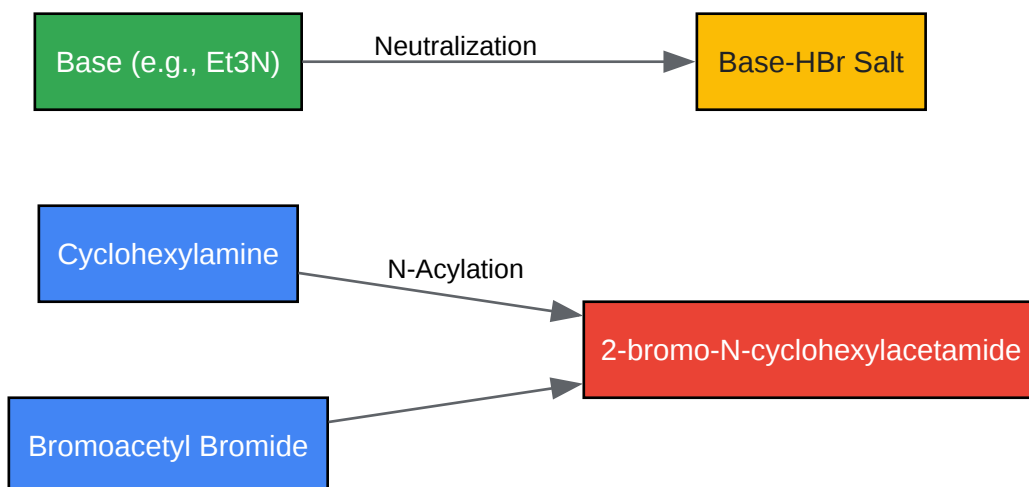 Base (e.g., Et3N)
Neutralization
Base-HBr Salt
Cyclohexylamine
N-Acylation
2-bromo-N-cyclohexylacetamide
Bromoacetyl Bromide